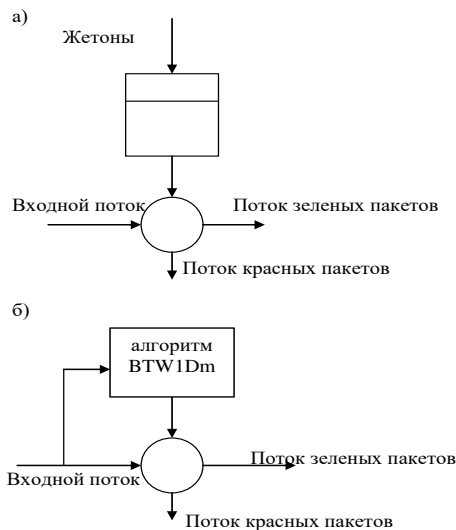 а)
Жетоны
Входной поток
Поток зеленых пакетов
Поток красных пакетов
б)
алгоритм
BTW1Dm
Поток зеленых пакетов
Входной поток
Поток красных пакетов